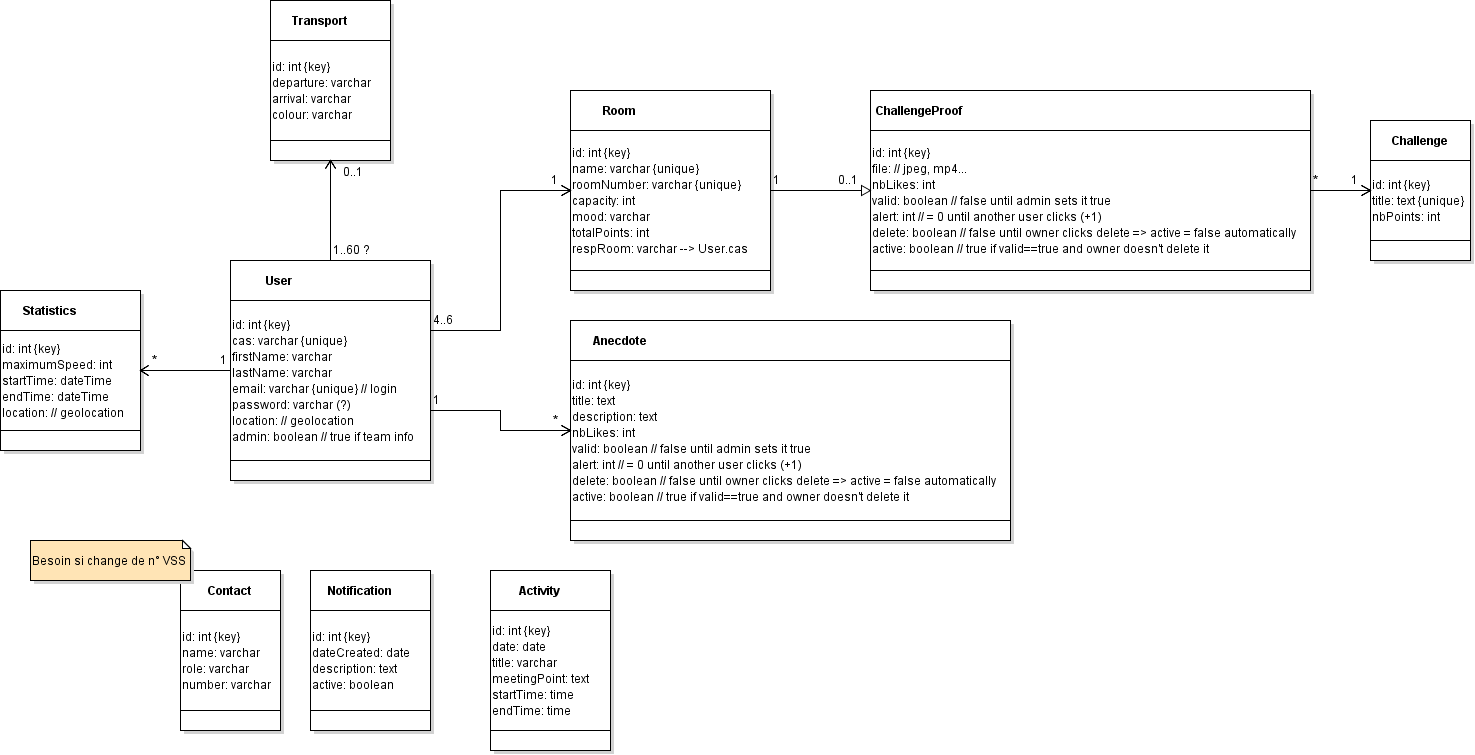 Transport
id: int {key}
departure: varchar
arrival: varchar
colour: varchar
0..1
1..60 ?
User
id: int {key}
cas: varchar {unique}
firstName: varchar
lastName: varchar
email: varchar {unique} // login
password: varchar (?)
location: // geolocation
admin: boolean // true if team info
Statistics
id: int {key}
maximumSpeed: int
startTime: dateTime
endTime: dateTime
location: // geolocation
*
1
4..6
1
Room
id: int {key}
name: varchar {unique}
roomNumber: varchar {unique}
capacity: int
mood: varchar
totalPoints: int
respRoom: varchar --> User.cas
1
0..1
ChallengeProof
id: int {key}
file: // jpeg, mp4...
nbLikes: int
valid: boolean // false until admin sets it true
alert: int // = 0 until another user clicks (+1)
delete: boolean // false until owner clicks delete => active = false automatically
active: boolean // true if valid==true and owner doesn't delete it
*
1
Challenge
id: int {key}
title: text {unique}
nbPoints: int
1
*
Anecdote
id: int {key}
title: text
description: text
nbLikes: int
valid: boolean // false until admin sets it true
alert: int // = 0 until another user clicks (+1)
delete: boolean // false until owner clicks delete => active = false automatically
active: boolean // true if valid==true and owner doesn't delete it
Besoin si change de n° VSS
Contact
id: int {key}
name: varchar
role: varchar
number: varchar
Notification
id: int {key}
dateCreated: date
description: text
active: boolean
Activity
id: int {key}
date: date
title: varchar
meetingPoint: text
startTime: time
endTime: time